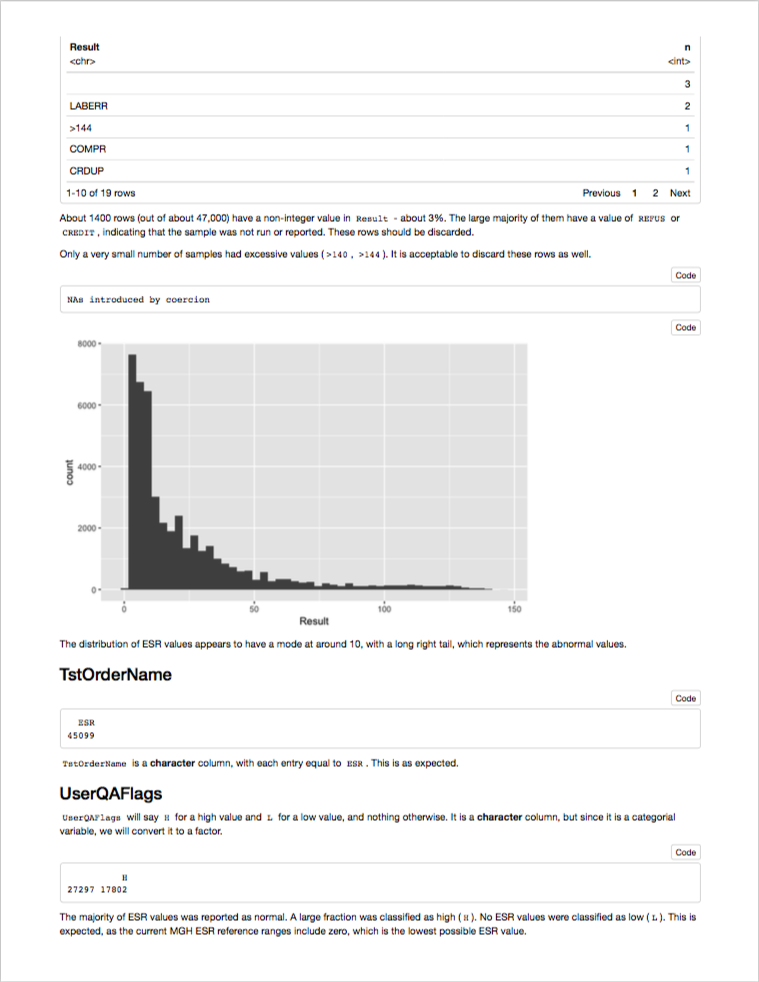 Result n
<chr> <int>
3
LABERR 2
>144 1
COMPR 1
CRDUP 1
1-10 of 19 rows Previous 1 2 Next
About 1400 rows (out of about 47,000) have a non-integer value in Result - about 3%. The large majority of them have a value of REFUS or
CREDIT , indicating that the sample was not run or reported. These rows should be discarded.
Only a very small number of samples had excessive values ( >140 , >144 ). It is acceptable to discard these rows as well.
Code
NAs introduced by coercion
Code
8000
6000
4000
2000
0
count
0 50 100 150
Result
The distribution of ESR values appears to have a mode at around 10, with a long right tail, which represents the abnormal values.
TstOrderName
Code
ESR
45099
TstOrderName is a character column, with each entry equal to ESR . This is as expected.
UserQAFlags
UserQAFlags will say H for a high value and L for a low value, and nothing otherwise. It is a character column, but since it is a categorial
variable, we will convert it to a factor.
Code
H
27297 17802
The majority of ESR values was reported as normal. A large fraction was classified as high ( H ). No ESR values were classified as low ( L ). This is
expected, as the current MGH ESR reference ranges include zero, which is the lowest possible ESR value.